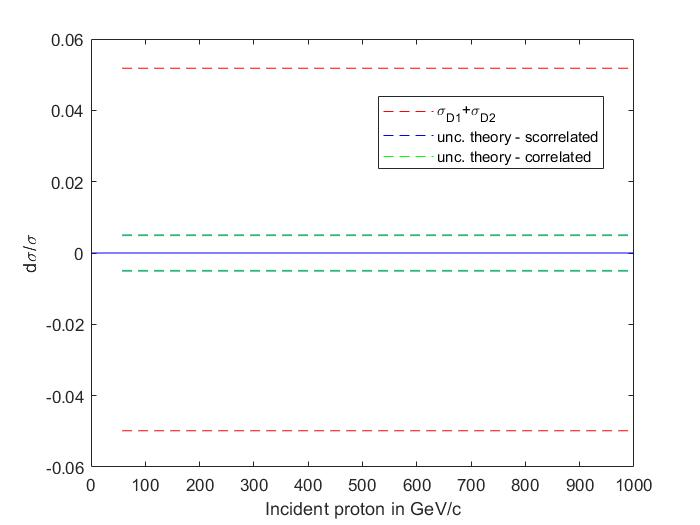 0.06
0.04
0.02
0
-0.02
-0.04
-0.06
dσ/σ
σD1+σD2
unc. theory - scorrelated
unc. theory - correlated
0 100 200 300 400 500 600 700 800 900 1000
Incident proton in GeV/c